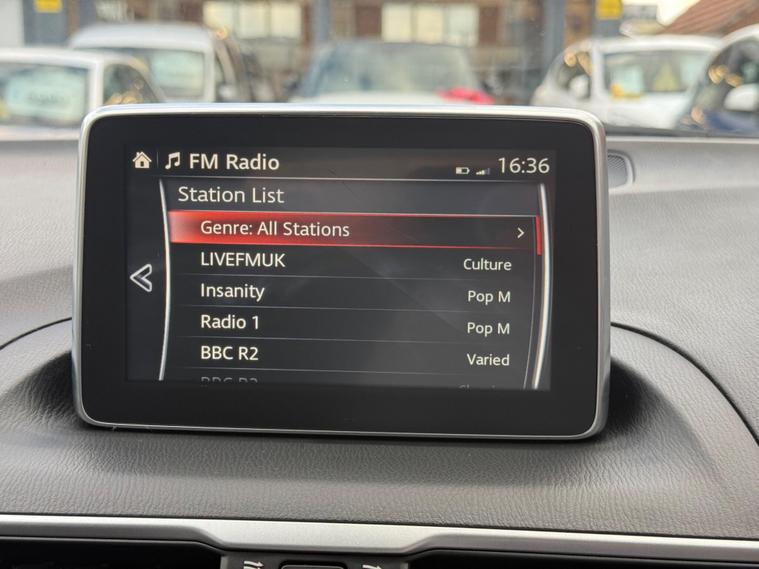 FM Radio 16:36
Station List
Genre: All Stations >
LIVEFMUK Culture
Insanity Pop M
Radio 1 Pop M
BBC R2 Varied